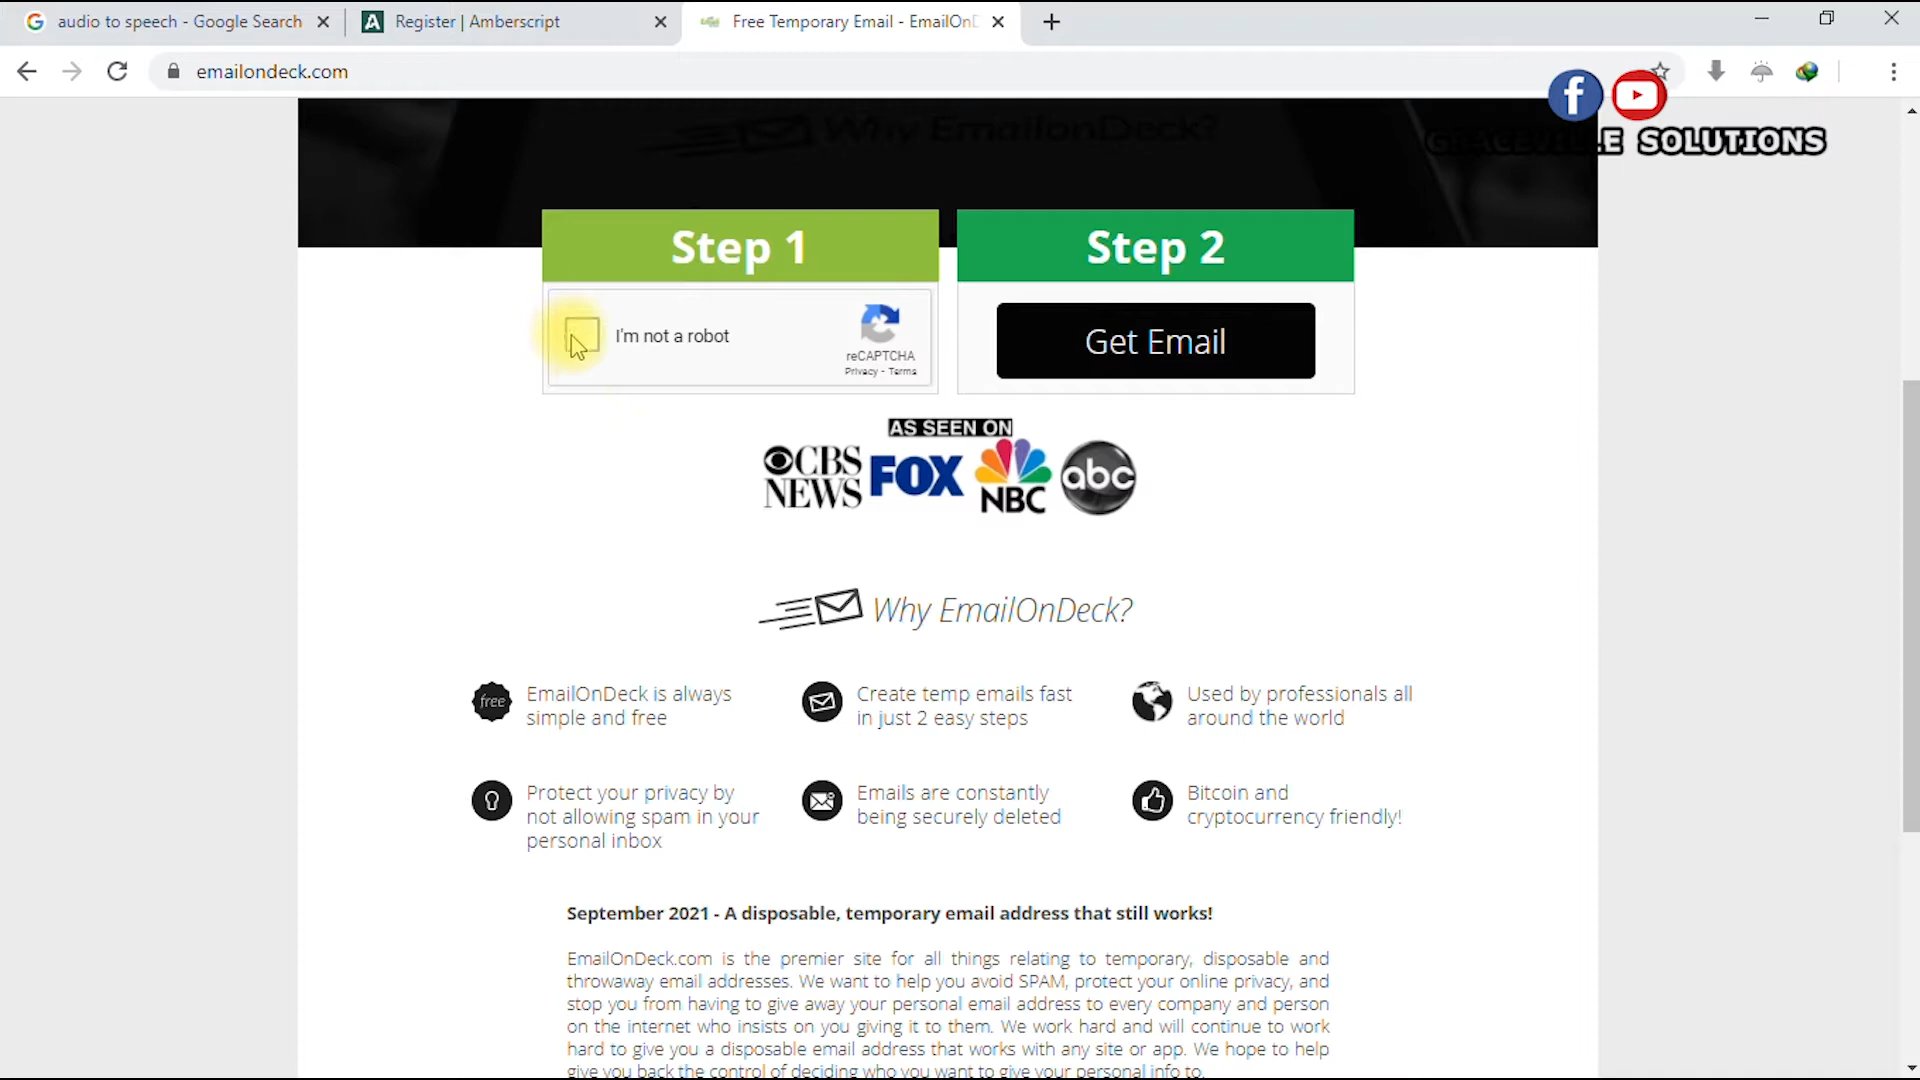 audio to speech - Google Search
Register | Amberscript
Free Temporary Email - EmailOnD
emailondeck.com
Why EmailonDeck?
GRACEVILLE SOLUTIONS
Step 1
Step 2
I'm not a robot
reCAPTCHA
Privacy - Terms
Get Email
AS SEEN ON
CBS NEWS
FOX
NBC
abc
Why EmailOnDeck?
free
EmailOnDeck is always
simple and free
Create temp emails fast
in just 2 easy steps
Used by professionals all
around the world
Protect your privacy by
not allowing spam in your
personal inbox
Emails are constantly
being securely deleted
Bitcoin and
cryptocurrency friendly!
September 2021 - A disposable, temporary email address that still works!
EmailOnDeck.com is the premier site for all things relating to temporary, disposable and
throwaway email addresses. We want to help you avoid SPAM, protect your online privacy, and
stop you from having to give away your personal email address to every company and person
on the internet who insists on you giving it to them. We work hard and will continue to work
hard to give you a disposable email address that works with any site or app. We hope to help
give you back the control of deciding who you want to give your personal info to.